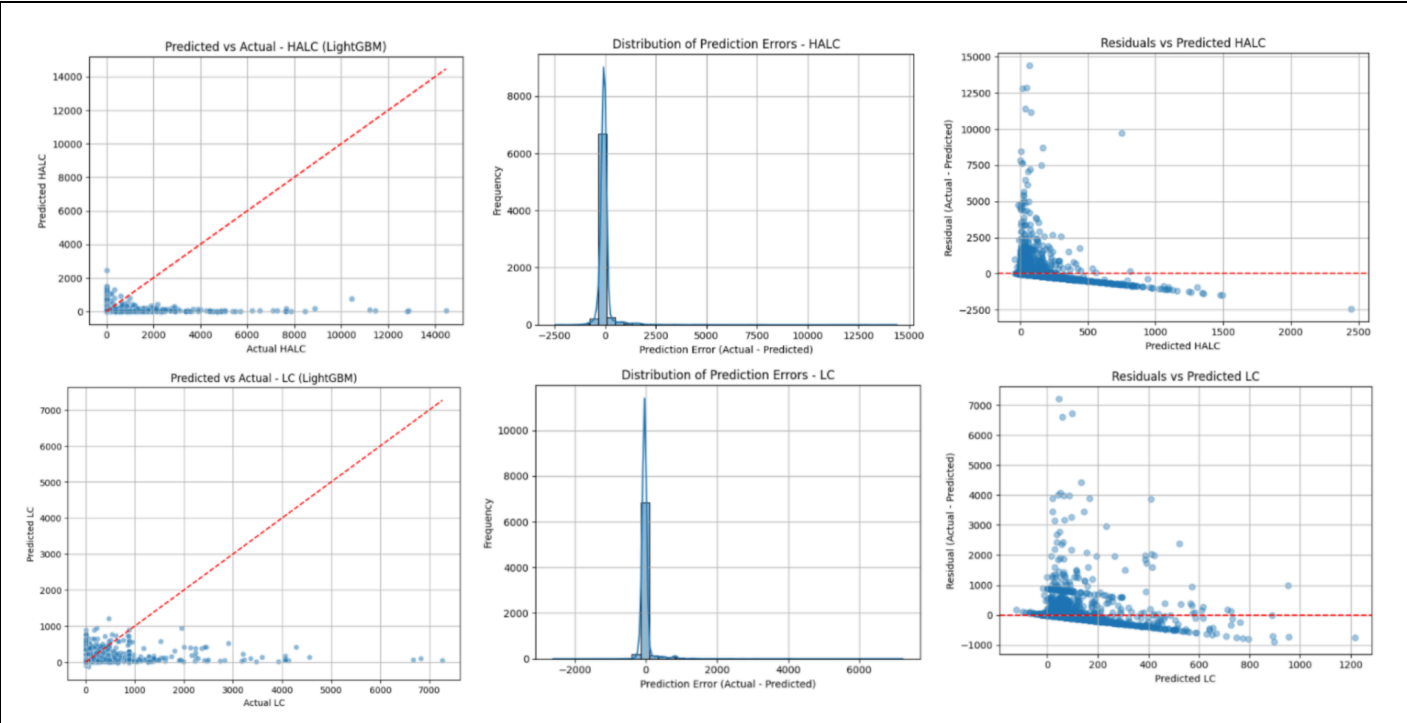 Predicted vs Actual - HALC (LightGBM)
14000
12000
10000
8000
6000
4000
2000
0
Predicted HALC
0 2000 4000 6000 8000 10000 12000 14000
Actual HALC
Distribution of Prediction Errors - HALC
8000
6000
4000
2000
0
Frequency
−2500 0 2500 5000 7500 10000 12500 15000
Prediction Error (Actual - Predicted)
Residuals vs Predicted HALC
15000
12500
10000
7500
5000
2500
0
−2500
Residual (Actual - Predicted)
0 500 1000 1500 2000 2500
Predicted HALC
Predicted vs Actual - LC (LightGBM)
7000
6000
5000
4000
3000
2000
1000
0
Predicted LC
0 1000 2000 3000 4000 5000 6000 7000
Actual LC
Distribution of Prediction Errors - LC
10000
8000
6000
4000
2000
0
Frequency
−2000 0 2000 4000 6000
Prediction Error (Actual - Predicted)
Residuals vs Predicted LC
7000
6000
5000
4000
3000
2000
1000
0
−1000
Residual (Actual - Predicted)
0 200 400 600 800 1000 1200
Predicted LC